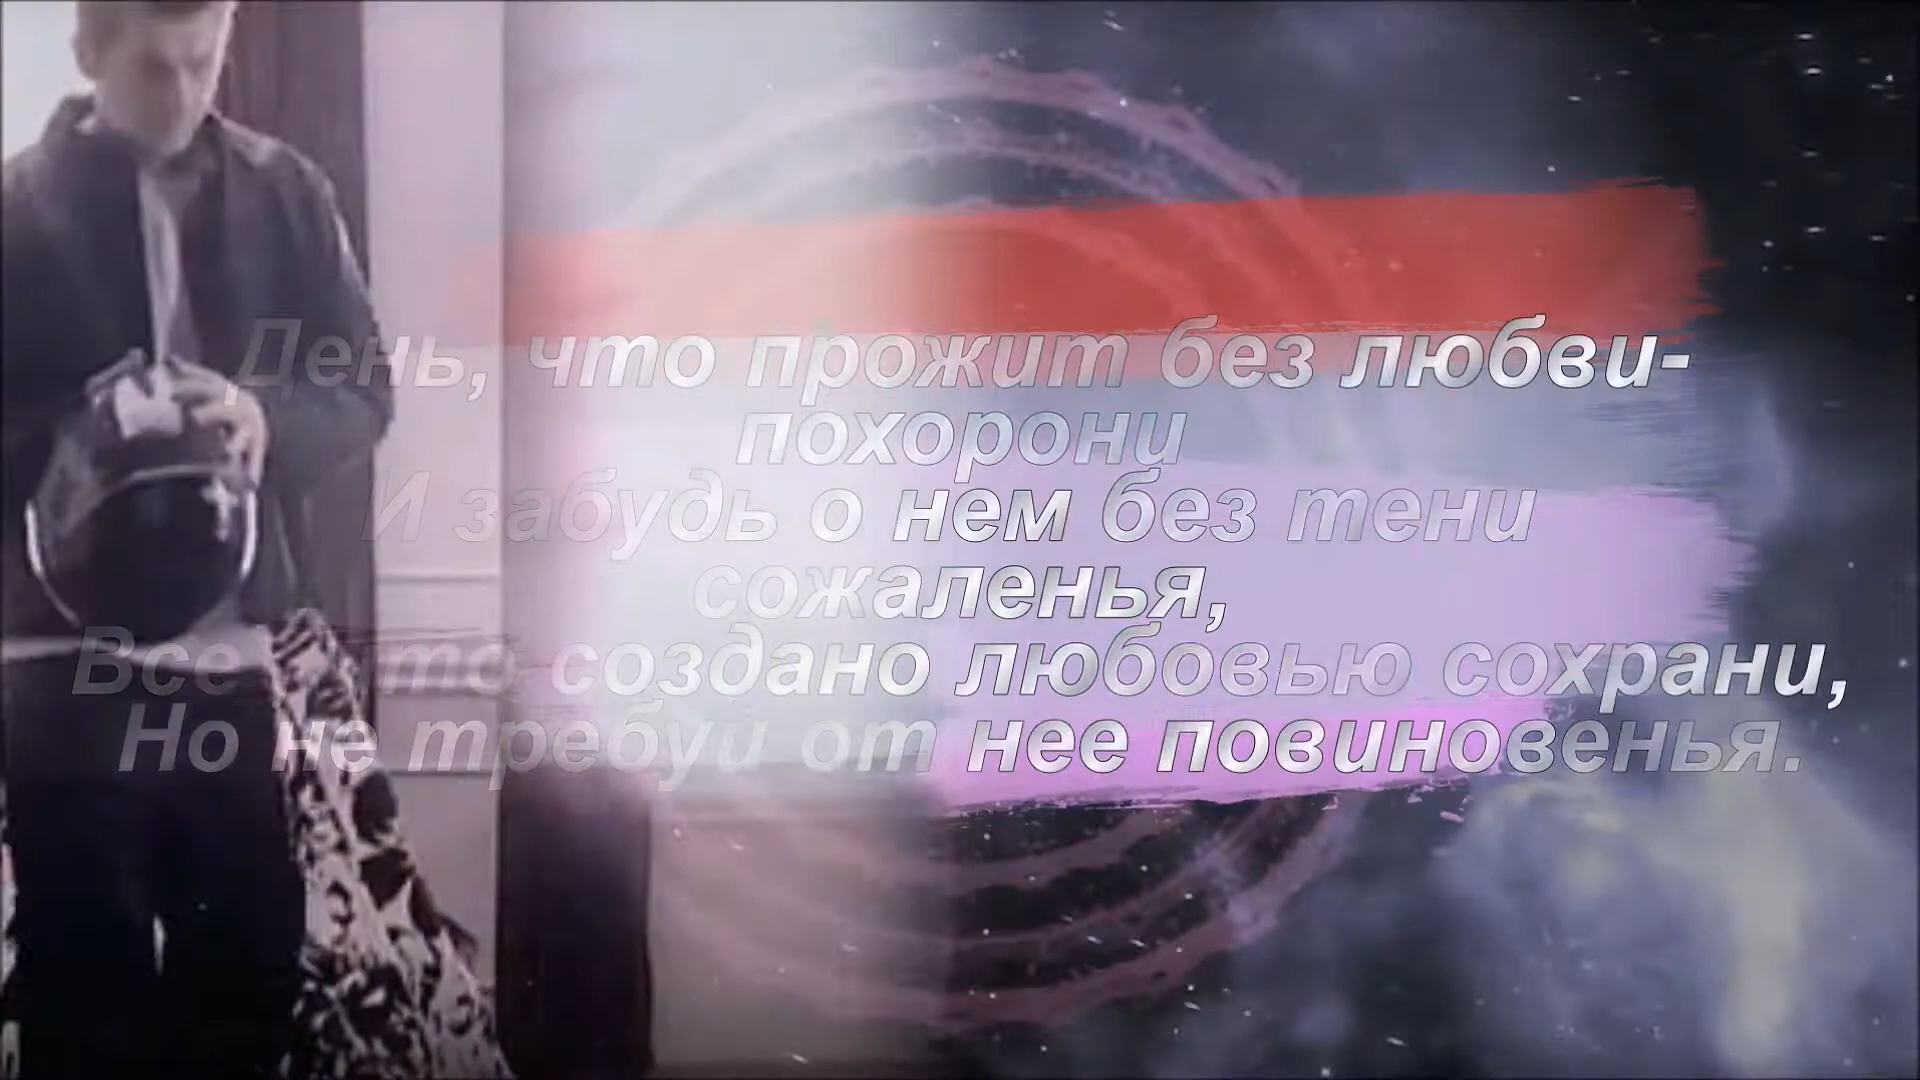 День, что прожит без любви-
похорони
И забудь о нем без тени
сожаленья,
Все что создано любовью сохрани,
Но не требуй от нее повиновенья.